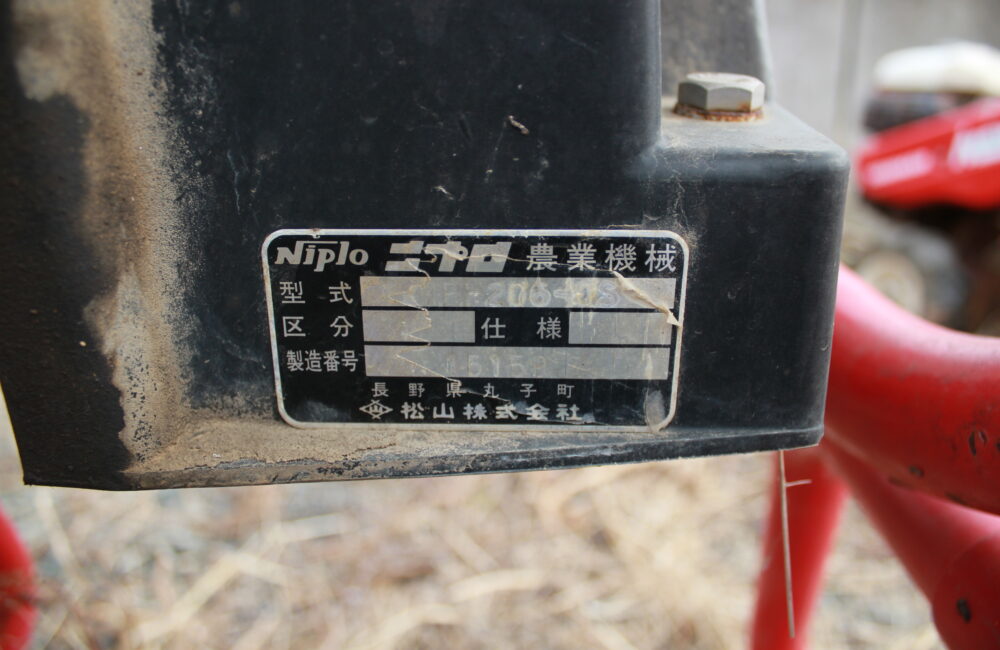 Niplo ニプロ 農業機械
型式
区分 仕様
製造番号
長野県丸子町
松山株式会社